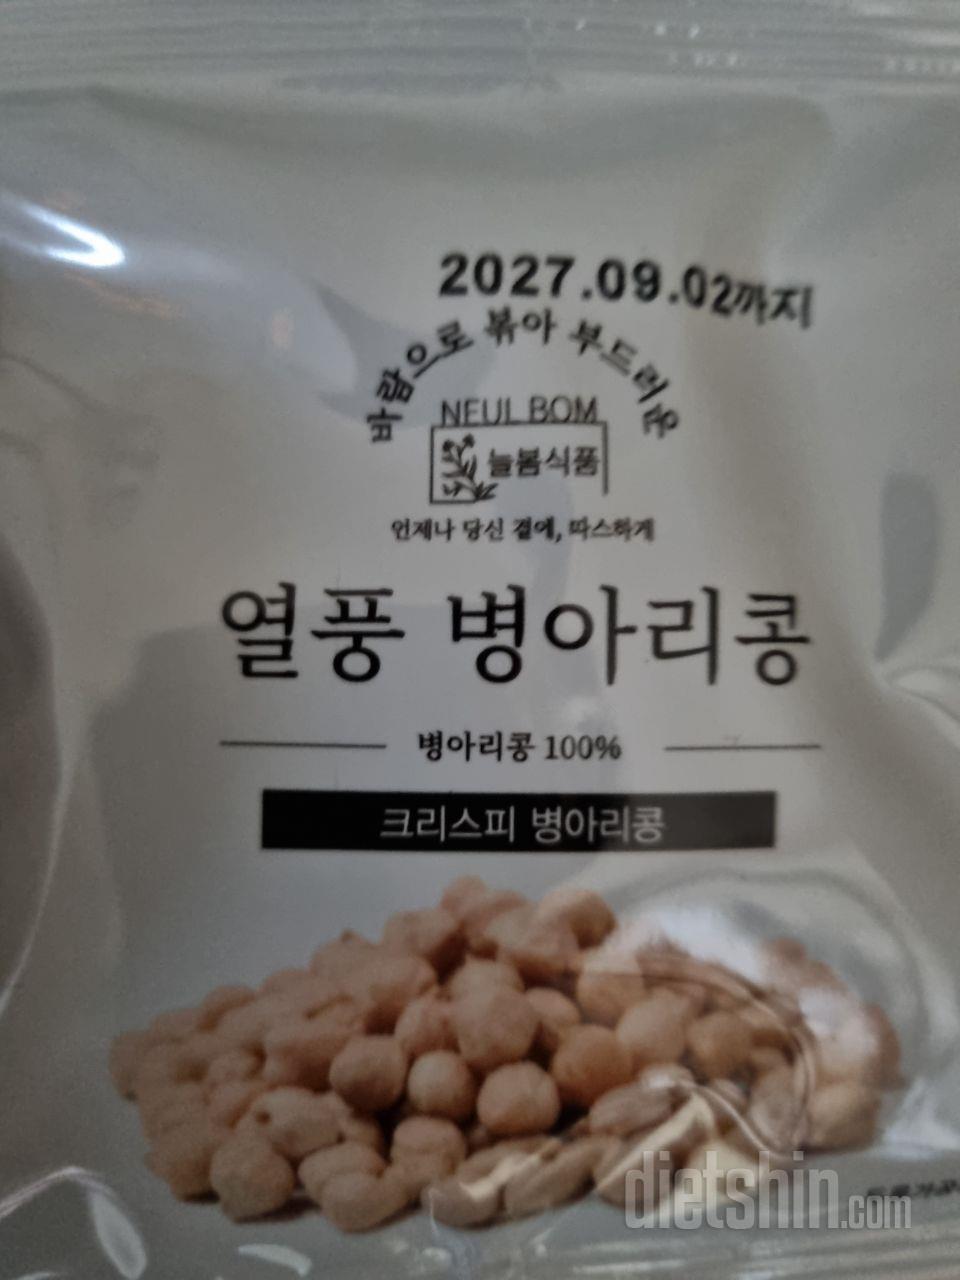 2027.09.02까지
바람으로 볶아 부드러운
NEUL BOM
늘봄식품
언제나 당신 곁에, 따스하게
열풍 병아리콩
병아리콩 100%
크리스피 병아리콩
dietshin.com